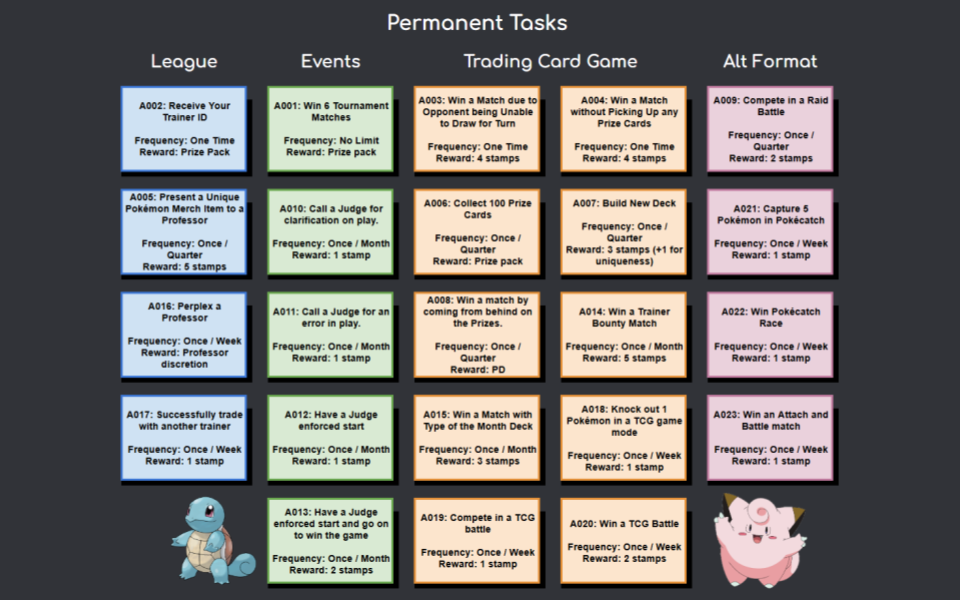 Permanent Tasks
League
Events
Trading Card Game
Alt Format
A002: Receive Your
Trainer ID
Frequency: One Time
Reward: Prize Pack
A001: Win 6 Tournament
Matches
Frequency: No Limit
Reward: Prize pack
A003: Win a Match due to
Opponent being Unable
to Draw for Turn
Frequency: One Time
Reward: 4 stamps
A004: Win a Match
without Picking Up any
Prize Cards
Frequency: One Time
Reward: 4 stamps
A009: Compete in a Raid
Battle
Frequency: Once /
Quarter
Reward: 2 stamps
A005: Present a Unique
Pokémon Merch Item to a
Professor
Frequency: Once /
Quarter
Reward: 5 stamps
A010: Call a Judge for
clarification on play.
Frequency: Once / Month
Reward: 1 stamp
A006: Collect 100 Prize
Cards
Frequency: Once /
Quarter
Reward: Prize pack
A007: Build New Deck
Frequency: Once /
Quarter
Reward: 3 stamps (+1 for
uniqueness)
A021: Capture 5
Pokémon in Pokécatch
Frequency: Once / Week
Reward: 1 stamp
A016: Perplex a
Professor
Frequency: Once / Week
Reward: Professor
discretion
A011: Call a Judge for an
error in play.
Frequency: Once / Month
Reward: 1 stamp
A008: Win a match by
coming from behind on
the Prizes.
Frequency: Once /
Quarter
Reward: PD
A014: Win a Trainer
Bounty Match
Frequency: Once / Month
Reward: 5 stamps
A022: Win Pokécatch
Race
Frequency: Once / Week
Reward: 1 stamp
A017: Successfully trade
with another trainer
Frequency: Once / Week
Reward: 1 stamp
A012: Have a Judge
enforced start
Frequency: Once / Month
Reward: 1 stamp
A015: Win a Match with
Type of the Month Deck
Frequency: Once / Month
Reward: 3 stamps
A018: Knock out 1
Pokémon in a TCG game
mode
Frequency: Once / Week
Reward: 1 stamp
A023: Win an Attach and
Battle match
Frequency: Once / Week
Reward: 1 stamp
A013: Have a Judge
enforced start and go on
to win the game
Frequency: Once / Month
Reward: 2 stamps
A019: Compete in a TCG
battle
Frequency: Once / Week
Reward: 1 stamp
A020: Win a TCG Battle
Frequency: Once / Week
Reward: 2 stamps